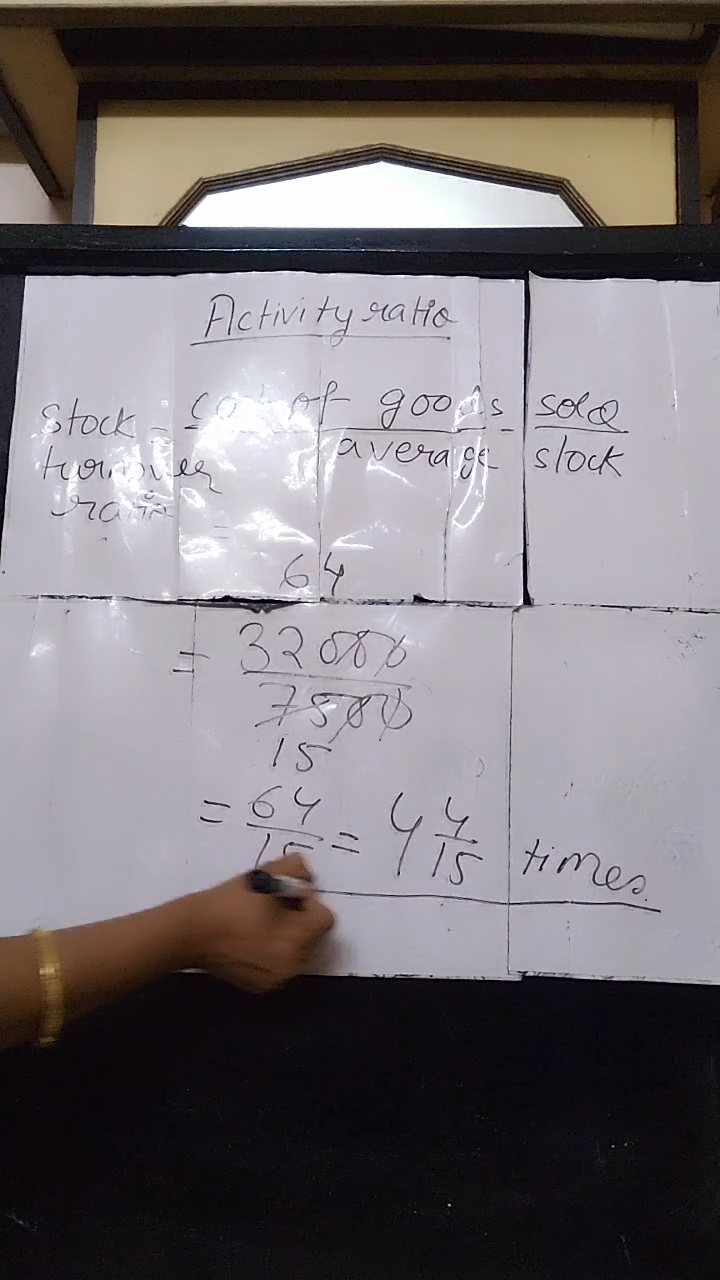 Activity ratio
Stock = cost of goods sold
turnover average stock
ratio
=
64
= 32000
7500
15
= 64/15 = 4 4/15 times.